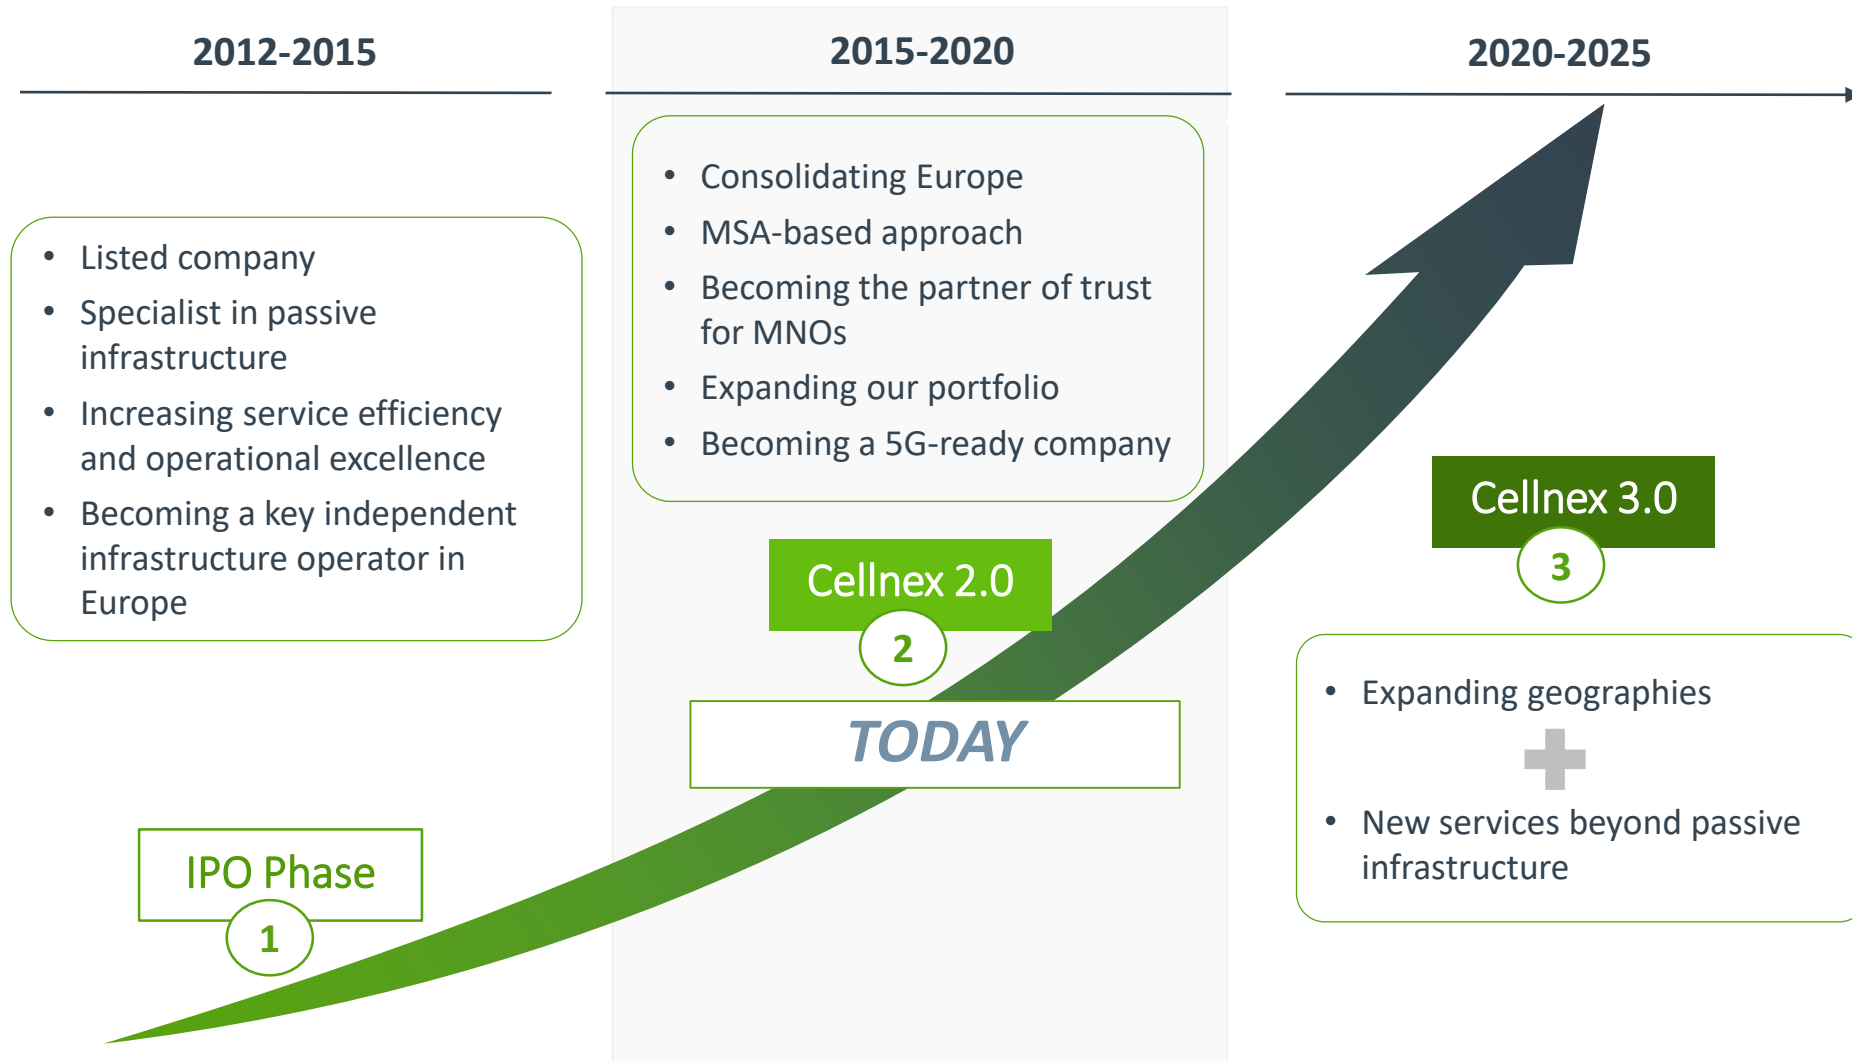 2012-2015
2015-2020
2020-2025
• Listed company
• Specialist in passive
infrastructure
• Increasing service efficiency
and operational excellence
• Becoming a key independent
infrastructure operator in
Europe
IPO Phase
1
• Consolidating Europe
• MSA-based approach
• Becoming the partner of trust
for MNOs
• Expanding our portfolio
• Becoming a 5G-ready company
Cellnex 2.0
2
TODAY
Cellnex 3.0
3
• Expanding geographies
• New services beyond passive
infrastructure